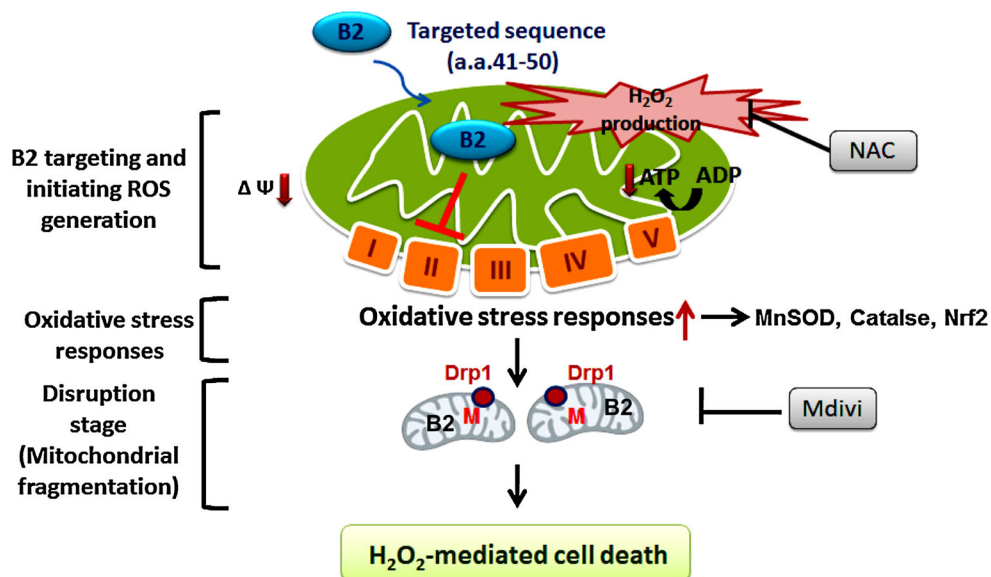 B2
Targeted sequence
(a.a.41-50)
B2 targeting and
initiating ROS
generation
Δ Ψ
B2
H₂O₂
production
NAC
ATP
ADP
I
II
III
IV
V
Oxidative stress
responses
Oxidative stress responses
MnSOD, Catalse, Nrf2
Disruption
stage
(Mitochondrial
fragmentation)
Drp1
Drp1
B2
M
M
B2
Mdivi
H₂O₂-mediated cell death